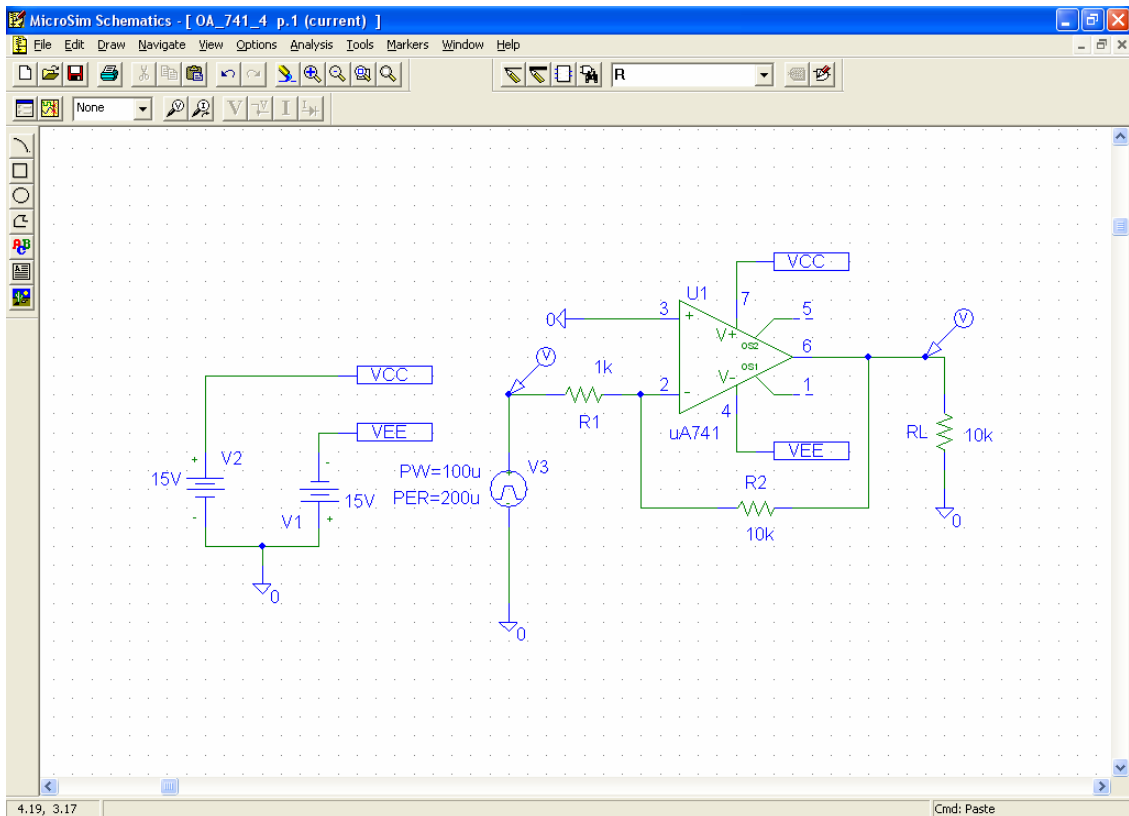 MicroSim Schematics - [ OA_741_4 p.1 (current) ]
File Edit Draw Navigate View Options Analysis Tools Markers Window Help
R
None
V V I
ABC
VCC
U1
7
5
3
+
0
V+
OS2
6
V
V
1k
OS1
2
-
V-
1
VCC
R1
4
uA741
VEE
RL
10k
VEE
+
V2
-
V3
PW=100u
R2
15V
15V
PER=200u
-
V1
+
10k
0
0
0
4.19, 3.17
Cmd: Paste